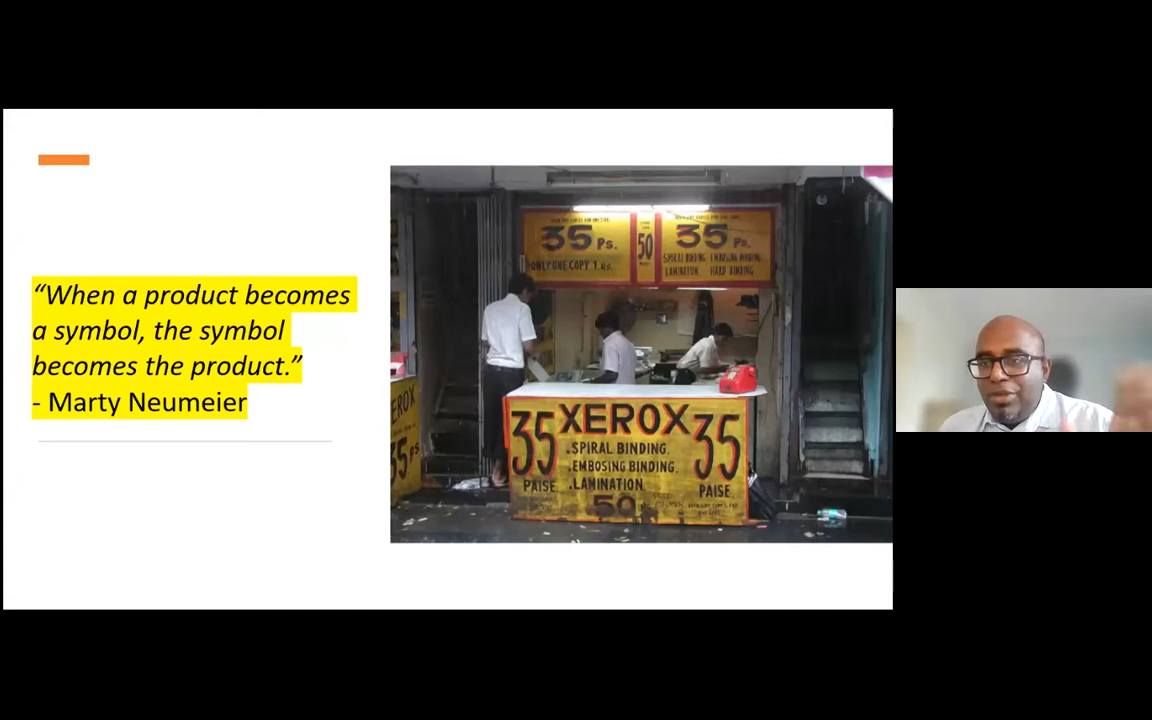 “When a product becomes
a symbol, the symbol
becomes the product.”
- Marty Neumeier
35 Ps.
ONLY ONE COPY 1
50
35 Ps.
SPIRAL BINDING EMBOSING BINDING
LAMINATION HARD BINDING
XEROX
35 PAISE
.SPIRAL BINDING.
.EMBOSING BINDING.
.LAMINATION
50
35 PAISE
EROX
35 PS